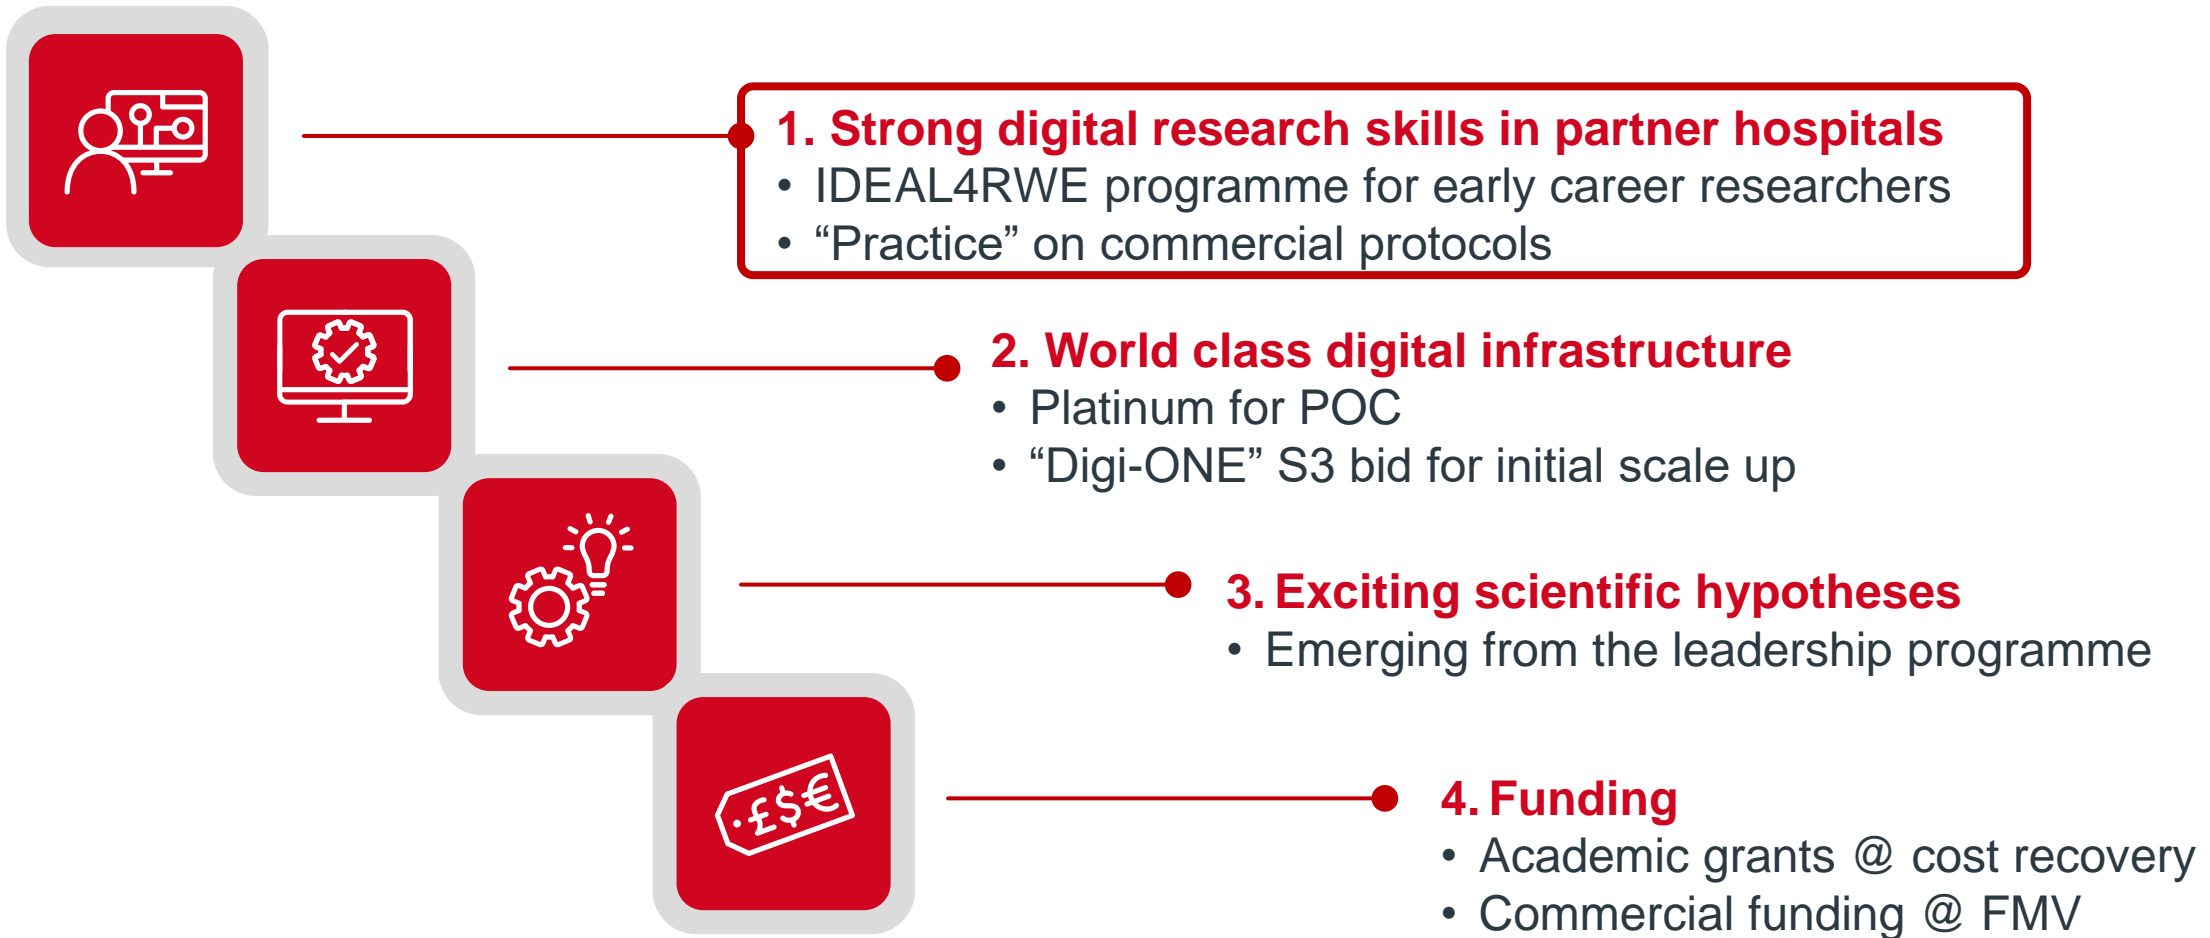 1. Strong digital research skills in partner hospitals
• IDEAL4RWE programme for early career researchers
• “Practice” on commercial protocols
2. World class digital infrastructure
• Platinum for POC
• “Digi-ONE” S3 bid for initial scale up
3. Exciting scientific hypotheses
• Emerging from the leadership programme
£$€
4. Funding
• Academic grants @ cost recovery
• Commercial funding @ FMV